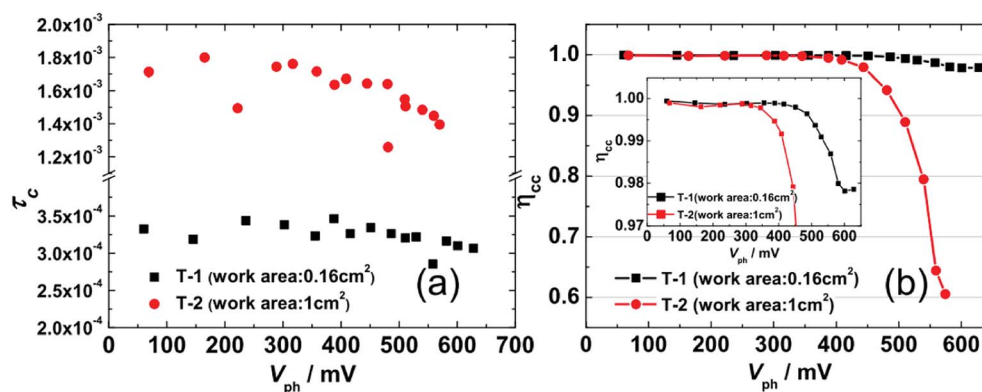 2.1x10⁻³
1.8x10⁻³
1.6x10⁻³
1.4x10⁻³
1.2x10⁻³
3.5x10⁻⁴
3.0x10⁻⁴
2.5x10⁻⁴
2.0x10⁻⁴
τc
T-1 (work area:0.16cm²)
T-2 (work area:1cm²)
(a)
0 100 200 300 400 500 600 700
Vph / mV
1.0
0.9
0.8
0.7
0.6
ηcc
1.00
0.99
0.98
0.97
ηcc
T-1(work area:0.16cm²)
T-2(work area:1cm²)
0 100 200 300 400 500 600
Vph / mV
T-1 (work area:0.16cm²)
T-2 (work area:1cm²)
(b)
0 100 200 300 400 500 600
Vph / mV